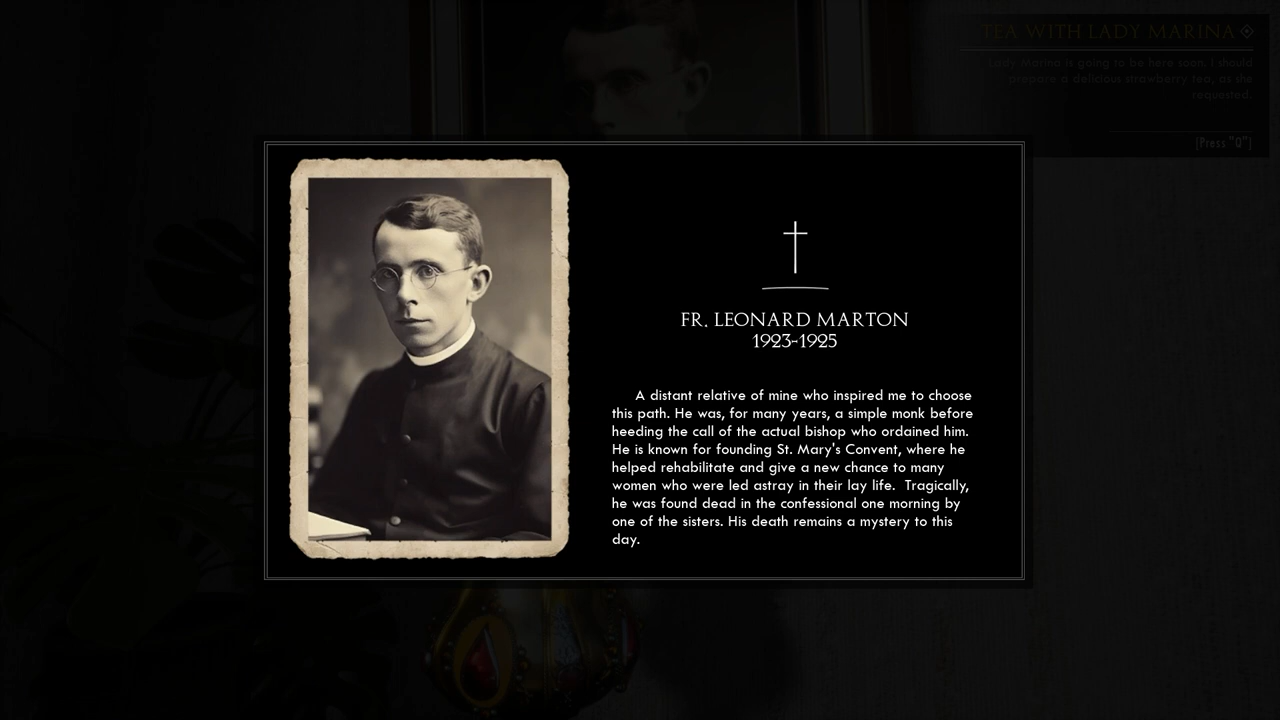 TEA WITH LADY MARINA
Lady Marina is going to be here soon. I should
prepare a delicious strawberry tea, as she
requested.
[Press "Q"]
FR. LEONARD MARTON
1923-1925
A distant relative of mine who inspired me to choose
this path. He was, for many years, a simple monk before
heeding the call of the actual bishop who ordained him.
He is known for founding St. Mary's Convent, where he
helped rehabilitate and give a new chance to many
women who were led astray in their lay life. Tragically,
he was found dead in the confessional one morning by
one of the sisters. His death remains a mystery to this
day.